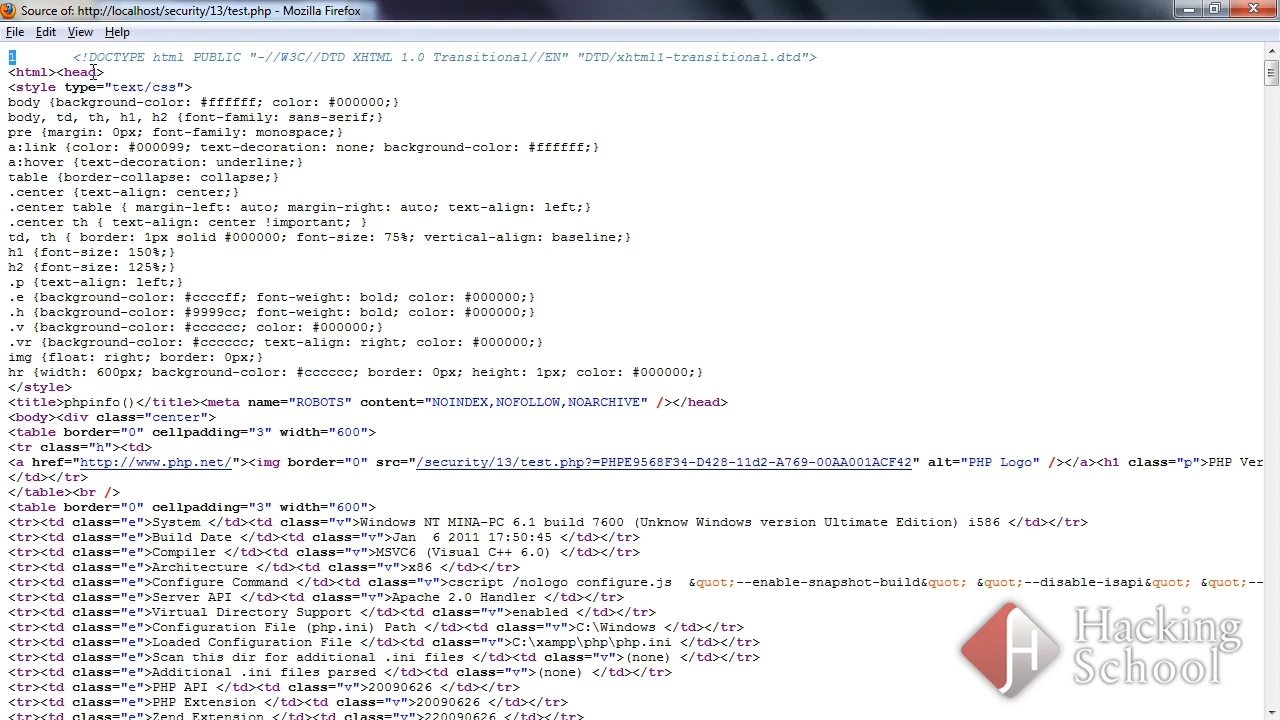 Source of: http://localhost/security/13/test.php - Mozilla Firefox
File Edit View Help
1 <!DOCTYPE html PUBLIC "-//W3C//DTD XHTML 1.0 Transitional//EN" "DTD/xhtml1-transitional.dtd">
<html><head>
<style type="text/css">
body {background-color: #ffffff; color: #000000;}
body, td, th, h1, h2 {font-family: sans-serif;}
pre {margin: 0px; font-family: monospace;}
a:link {color: #000099; text-decoration: none; background-color: #ffffff;}
a:hover {text-decoration: underline;}
table {border-collapse: collapse;}
.center {text-align: center;}
.center table { margin-left: auto; margin-right: auto; text-align: left;}
.center th { text-align: center !important; }
td, th { border: 1px solid #000000; font-size: 75%; vertical-align: baseline;}
h1 {font-size: 150%;}
h2 {font-size: 125%;}
.p {text-align: left;}
.e {background-color: #ccccff; font-weight: bold; color: #000000;}
.h {background-color: #9999cc; font-weight: bold; color: #000000;}
.v {background-color: #cccccc; color: #000000;}
.vr {background-color: #cccccc; text-align: right; color: #000000;}
img {float: right; border: 0px;}
hr {width: 600px; background-color: #cccccc; border: 0px; height: 1px; color: #000000;}
</style>
<title>phpinfo()</title><meta name="ROBOTS" content="NOINDEX,NOFOLLOW,NOARCHIVE" /></head>
<body><div class="center">
<table border="0" cellpadding="3" width="600">
<tr class="h"><td>
<a href="http://www.php.net/"><img border="0" src="/security/13/test.php?=PHPE9568F34-D428-11d2-A769-00AA001ACF42" alt="PHP Logo" /></a><h1 class="p">PHP Ver
</td></tr>
</table><br />
<table border="0" cellpadding="3" width="600">
<tr><td class="e">System </td><td class="v">Windows NT MINA-PC 6.1 build 7600 (Unknow Windows version Ultimate Edition) i586 </td></tr>
<tr><td class="e">Build Date </td><td class="v">Jan  6 2011 17:50:45 </td></tr>
<tr><td class="e">Compiler </td><td class="v">MSVC6 (Visual C++ 6.0) </td></tr>
<tr><td class="e">Architecture </td><td class="v">x86 </td></tr>
<tr><td class="e">Configure Command </td><td class="v">cscript /nologo configure.js  &quot;--enable-snapshot-build&quot; &quot;--disable-isapi&quot; &quot;--
<tr><td class="e">Server API </td><td class="v">Apache 2.0 Handler </td></tr>
<tr><td class="e">Virtual Directory Support </td><td class="v">enabled </td></tr>
<tr><td class="e">Configuration File (php.ini) Path </td><td class="v">C:\Windows </td></tr>
<tr><td class="e">Loaded Configuration File </td><td class="v">C:\xampp\php\php.ini </td></tr>
<tr><td class="e">Scan this dir for additional .ini files </td><td class="v">(none) </td></tr>
<tr><td class="e">Additional .ini files parsed </td><td class="v">(none) </td></tr>
<tr><td class="e">PHP API </td><td class="v">20090626 </td></tr>
<tr><td class="e">PHP Extension </td><td class="v">20090626 </td></tr>
<tr><td class="e">Zend Extension </td><td class="v">220090626 </td></tr>
Hacking
School